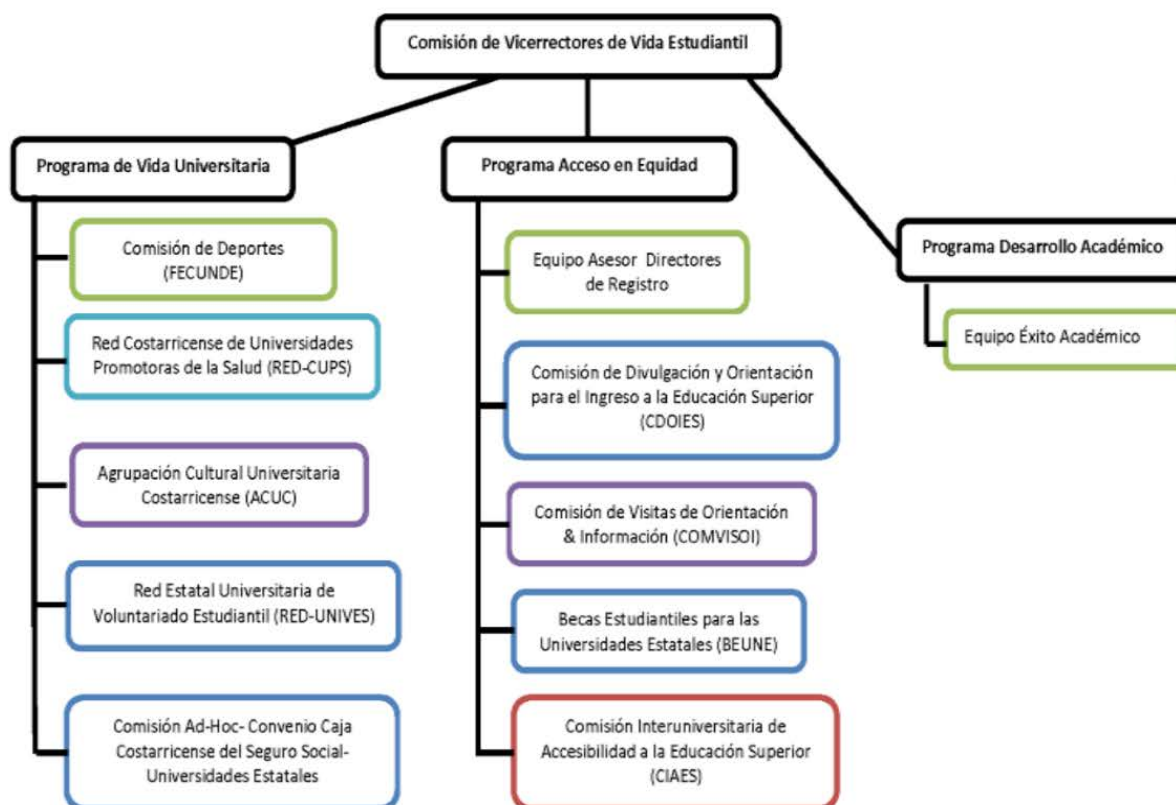 Comisión de Vicerrectores de Vida Estudiantil
Programa de Vida Universitaria
Comisión de Deportes
(FECUNDE)
Red Costarricense de Universidades
Promotoras de la Salud (RED-CUPS)
Agrupación Cultural Universitaria
Costarricense (ACUC)
Red Estatal Universitaria de
Voluntariado Estudiantil (RED-UNIVES)
Comisión Ad-Hoc- Convenio Caja
Costarricense del Seguro Social-
Universidades Estatales
Programa Acceso en Equidad
Equipo Asesor Directores
de Registro
Comisión de Divulgación y Orientación
para el Ingreso a la Educación Superior
(CDOIES)
Comisión de Visitas de Orientación
& Información (COMVISOI)
Becas Estudiantiles para las
Universidades Estatales (BEUNE)
Comisión Interuniversitaria de
Accesibilidad a la Educación Superior
(CIAES)
Programa Desarrollo Académico
Equipo Éxito Académico